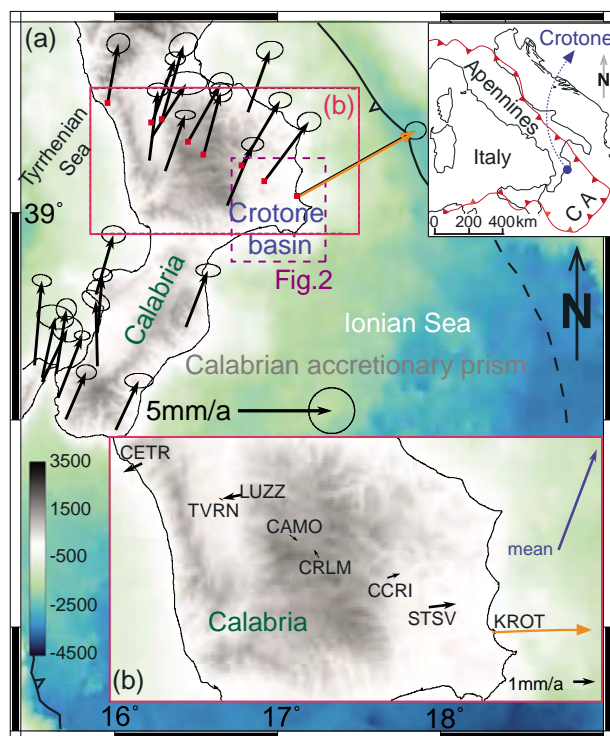 (a)
Crotone
N
Apennines
Italy
C A
0 200 400km
(b)
Tyrrhenian
Sea
39°
Crotone
basin
Fig.2
Calabria
Ionian Sea
N
Calabrian accretionary prism
5mm/a
3500
1500
-500
-2500
-4500
CETR
LUZZ
TVRN
CAMO
CRLM
CCRI
STSV
KROT
mean
Calabria
(b)
1mm/a
16°
17°
18°